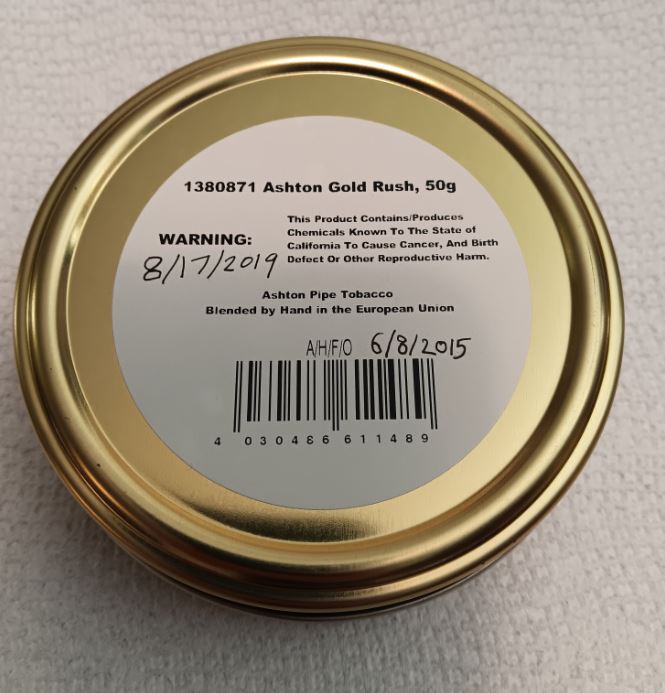 1380871 Ashton Gold Rush, 50g
WARNING:
This Product Contains/Produces
Chemicals Known To The State of
California To Cause Cancer, And Birth
Defect Or Other Reproductive Harm.
8/17/2019
Ashton Pipe Tobacco
Blended by Hand in the European Union
A/H/F/O 6/8/2015
4 030486 611489